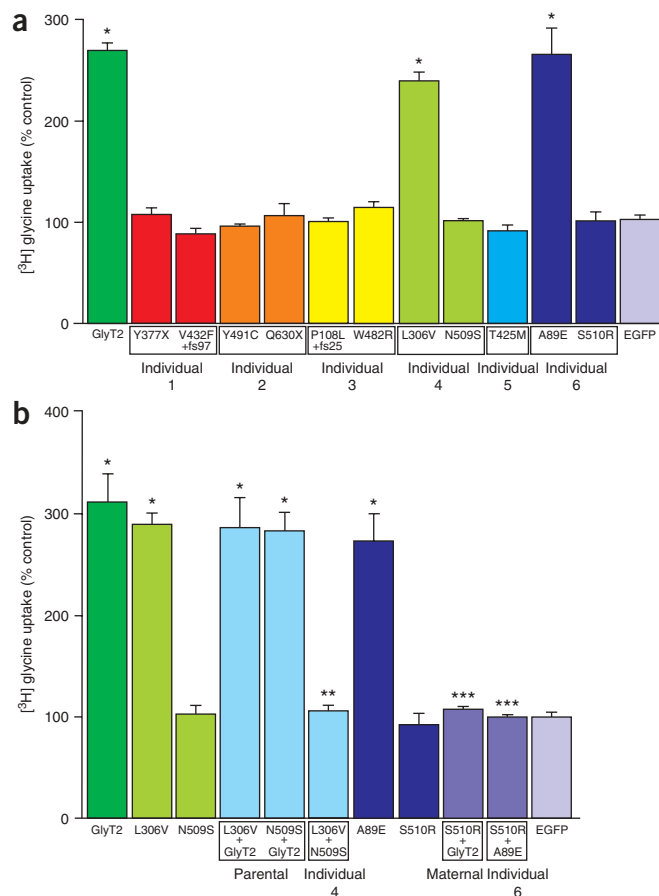 a
[³H] glycine uptake (% control)
300
200
100
0
*
*
*
GlyT2
Y377X
V432F
+fs97
Y491C
Q630X
P108L
+fs25
W482R
L306V
N509S
T425M
A89E
S510R
EGFP
Individual
1
Individual
2
Individual
3
Individual
4
Individual
5
Individual
6
b
[³H] glycine uptake (% control)
400
300
200
100
0
*
*
*
*
**
*
***
***
GlyT2
L306V
N509S
L306V
+
GlyT2
N509S
+
GlyT2
L306V
+
N509S
A89E
S510R
S510R
+
GlyT2
S510R
+
A89E
EGFP
Parental
Individual
4
Maternal
Individual
6